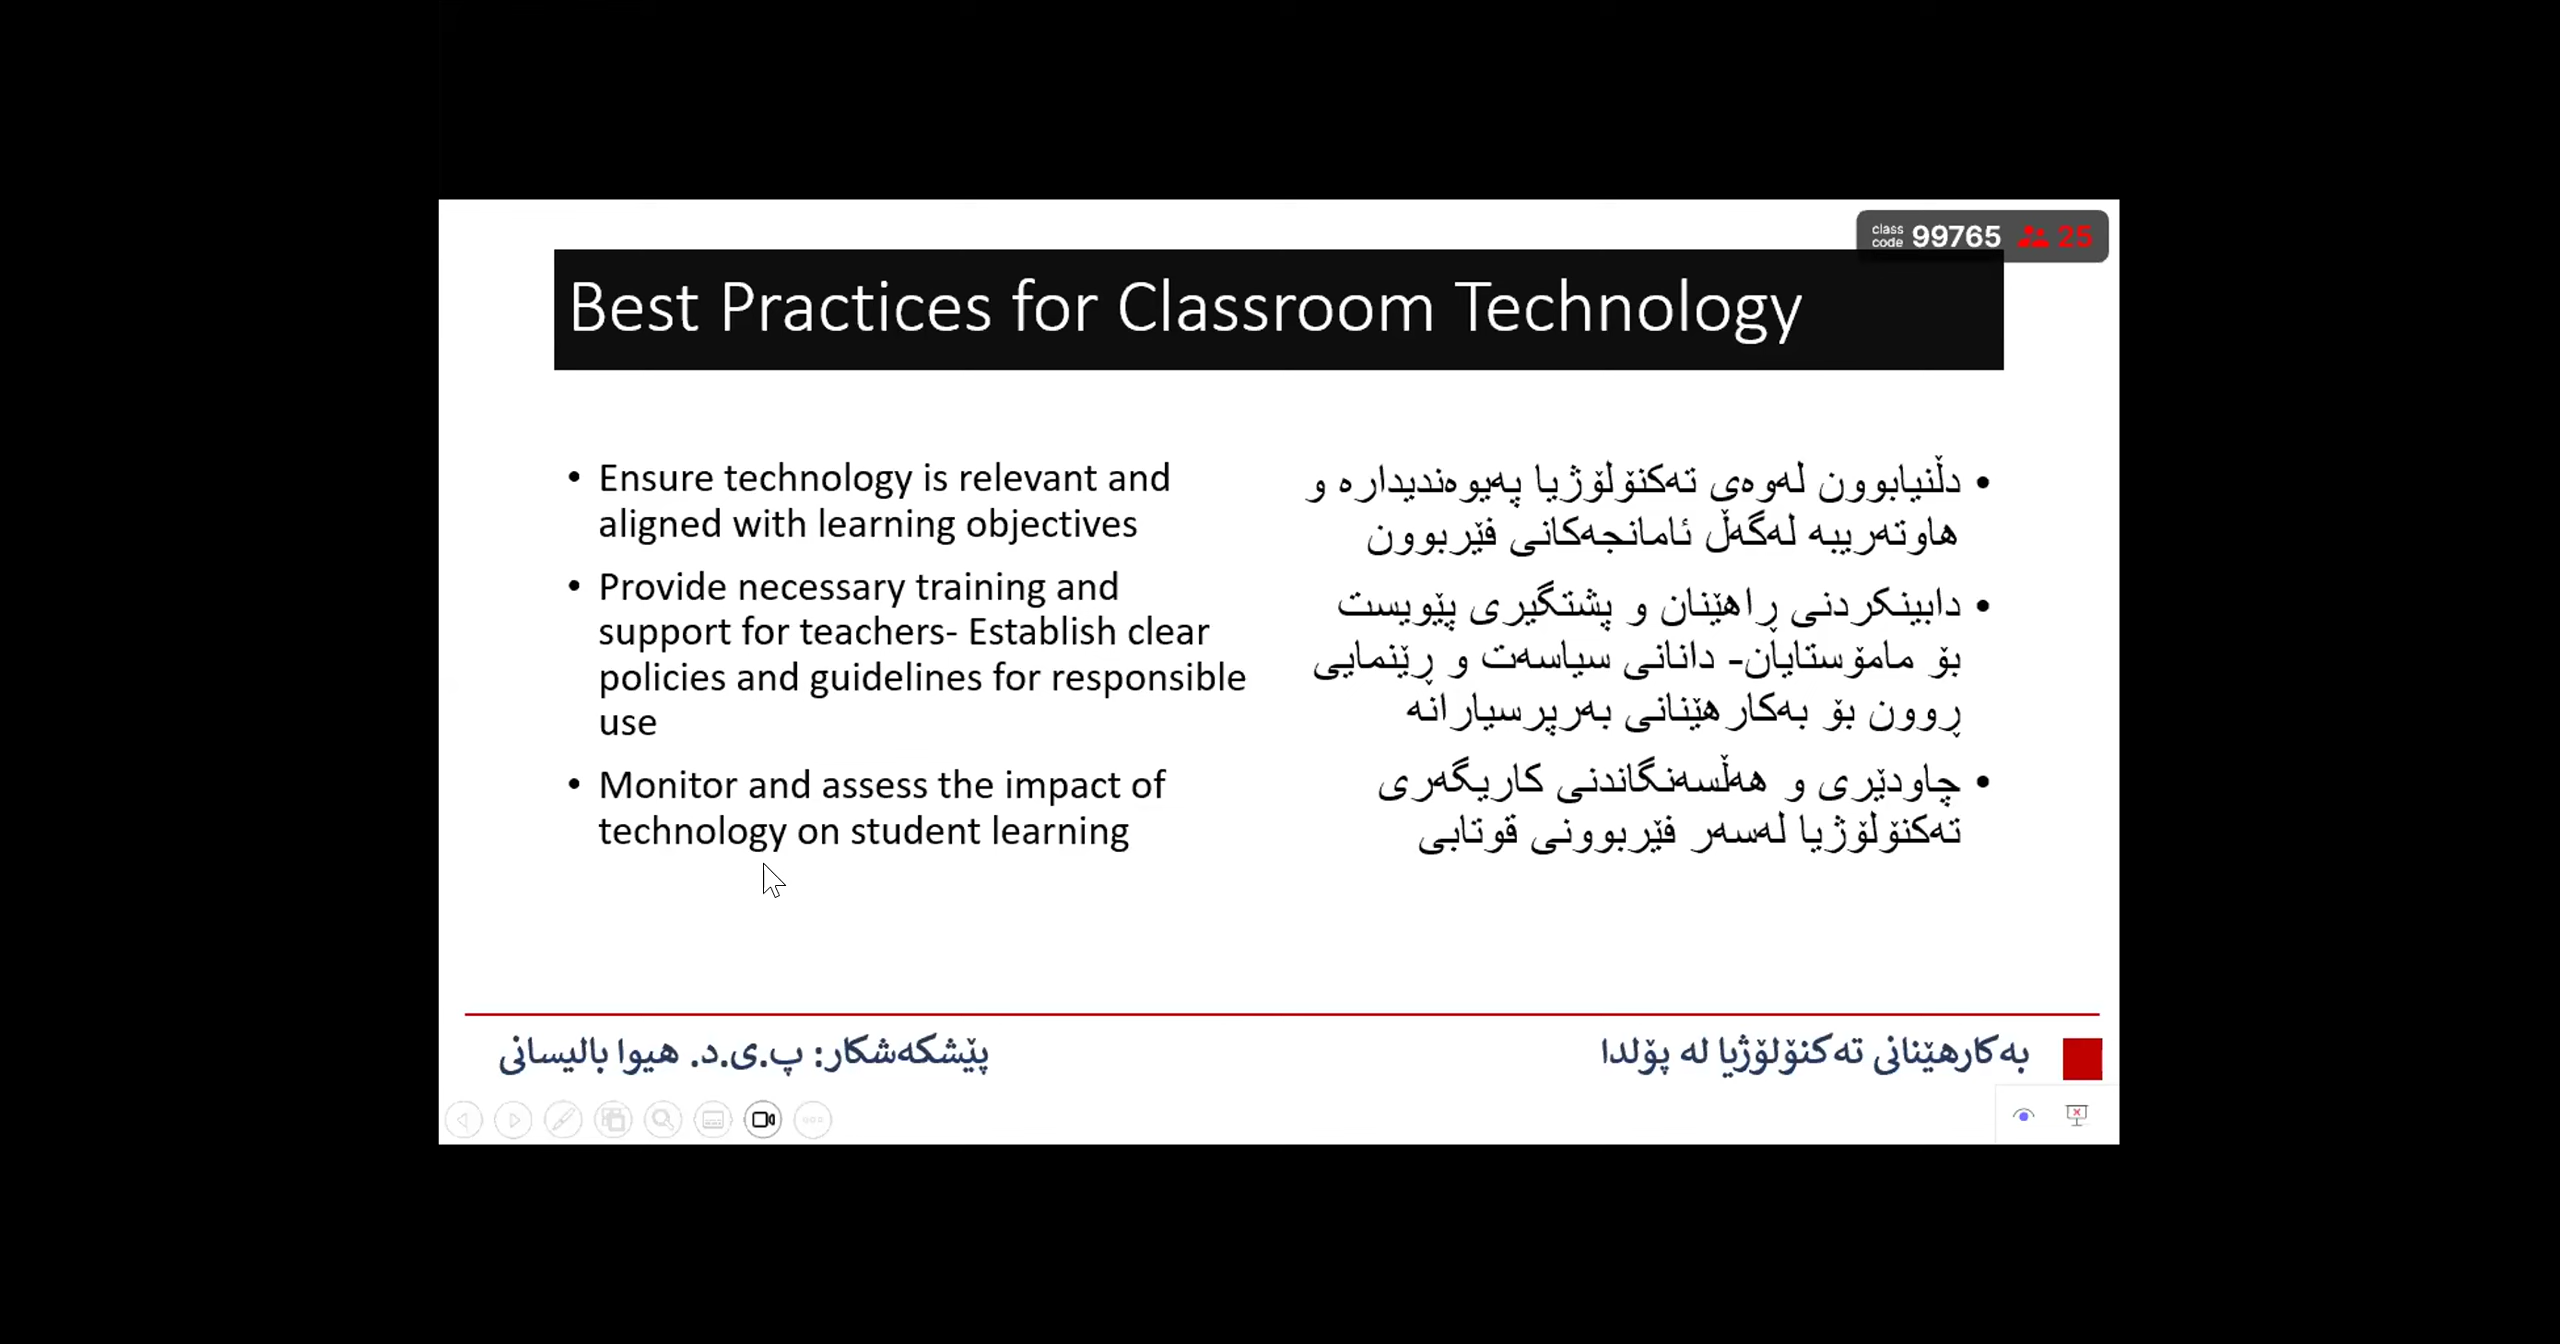 class code 99765 25
Best Practices for Classroom Technology
• Ensure technology is relevant and
aligned with learning objectives
• Provide necessary training and
support for teachers- Establish clear
policies and guidelines for responsible
use
• Monitor and assess the impact of
technology on student learning
• دڵنیابوون لەوەی تەکنۆلۆژیا پەیوەندیدارە و
هاوتەریبە لەگەڵ ئامانجەکانی فێربوون
• دابینکردنی ڕاهێنان و پشتگیری پێویست
بۆ مامۆستایان- دانانی سیاسەت و ڕێنمایی
ڕوون بۆ بەکارهێنانی بەرپرسیارانە
• چاودێری و هەڵسەنگاندنی کاریگەری
تەکنۆلۆژیا لەسەر فێربوونی قوتابی
بەکارهێنانی تەکنۆلۆژیا لە پۆلدا
پێشکەشکار: پ.ی.د. هیوا بالیسانی